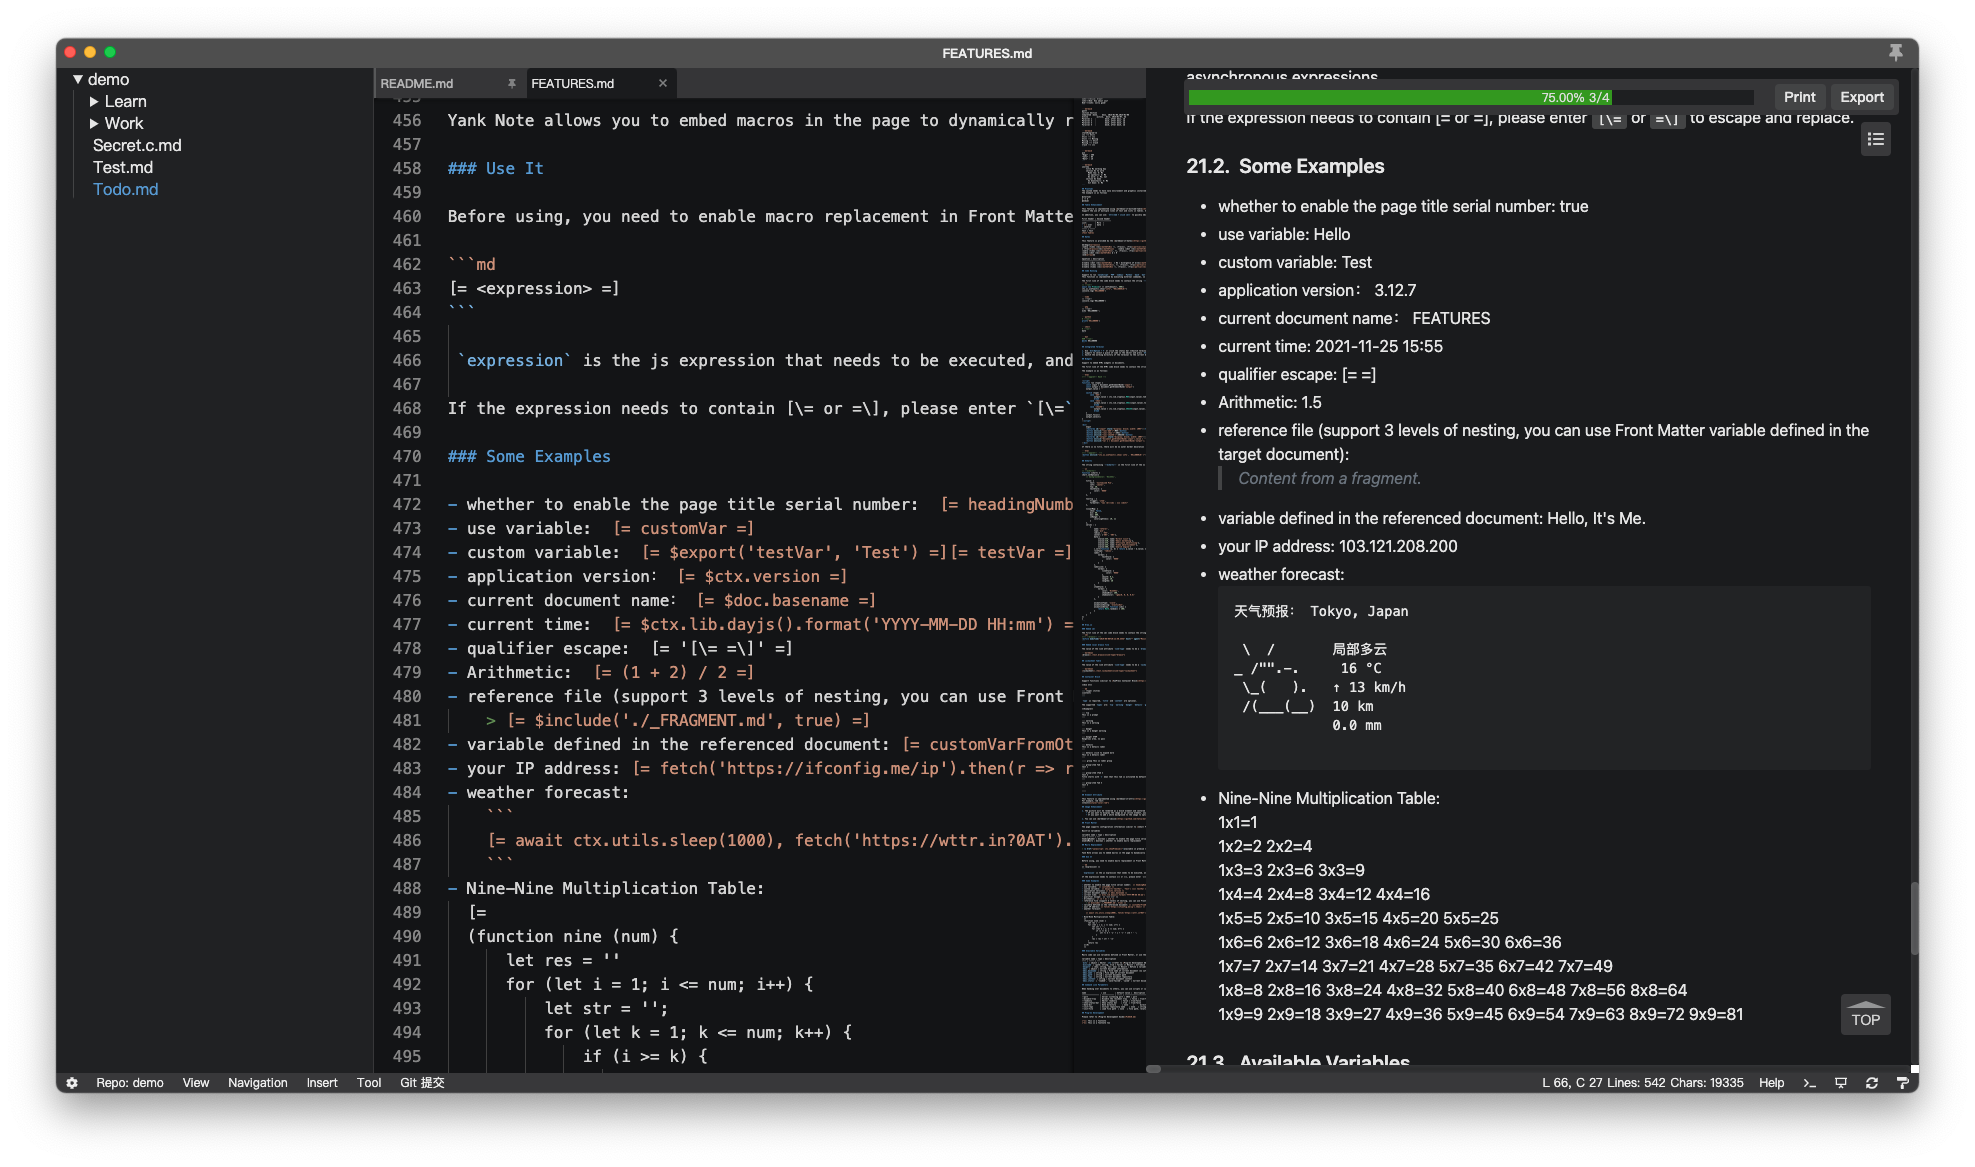 FEATURES.md
demo
Learn
Work
Secret.c.md
Test.md
Todo.md
README.md
FEATURES.md
455
456 Yank Note allows you to embed macros in the page to dynamically r
457
458 ### Use It
459
460 Before using, you need to enable macro replacement in Front Matte
461
462 ```md
463 [= <expression> =]
464 ```
465
466 `expression` is the js expression that needs to be executed, and
467
468 If the expression needs to contain [\= or =\], please enter `[\=`
469
470 ### Some Examples
471
472 - whether to enable the page title serial number: [= headingNumb
473 - use variable: [= customVar =]
474 - custom variable: [= $export('testVar', 'Test') =][= testVar =]
475 - application version: [= $ctx.version =]
476 - current document name: [= $doc.basename =]
477 - current time: [= $ctx.lib.dayjs().format('YYYY-MM-DD HH:mm') =
478 - qualifier escape: [= '[\= =\]' =]
479 - Arithmetic: [= (1 + 2) / 2 =]
480 - reference file (support 3 levels of nesting, you can use Front
481 > [= $include('./_FRAGMENT.md', true) =]
482 - variable defined in the referenced document: [= customVarFromOt
483 - your IP address: [= fetch('https://ifconfig.me/ip').then(r => r
484 - weather forecast:
485 ```
486 [= await ctx.utils.sleep(1000), fetch('https://wttr.in?0AT').
487 ```
488 - Nine-Nine Multiplication Table:
489 [=
490 (function nine (num) {
491 let res = ''
492 for (let i = 1; i <= num; i++) {
493 let str = '';
494 for (let k = 1; k <= num; k++) {
495 if (i >= k) {
asynchronous expressions
75.00% 3/4
Print
Export
If the expression needs to contain [= or =], please enter [\= or =\] to escape and replace.
21.2. Some Examples
• whether to enable the page title serial number: true
• use variable: Hello
• custom variable: Test
• application version： 3.12.7
• current document name： FEATURES
• current time: 2021-11-25 15:55
• qualifier escape: [= =]
• Arithmetic: 1.5
• reference file (support 3 levels of nesting, you can use Front Matter variable defined in the
target document):
Content from a fragment.
• variable defined in the referenced document: Hello, It's Me.
• your IP address: 103.121.208.200
• weather forecast:
天气预报： Tokyo, Japan
\ / 局部多云
_ /"".-. 16 °C
\_( ). ↑ 13 km/h
/(___(__) 10 km
0.0 mm
• Nine-Nine Multiplication Table:
1x1=1
1x2=2 2x2=4
1x3=3 2x3=6 3x3=9
1x4=4 2x4=8 3x4=12 4x4=16
1x5=5 2x5=10 3x5=15 4x5=20 5x5=25
1x6=6 2x6=12 3x6=18 4x6=24 5x6=30 6x6=36
1x7=7 2x7=14 3x7=21 4x7=28 5x7=35 6x7=42 7x7=49
1x8=8 2x8=16 3x8=24 4x8=32 5x8=40 6x8=48 7x8=56 8x8=64
1x9=9 2x9=18 3x9=27 4x9=36 5x9=45 6x9=54 7x9=63 8x9=72 9x9=81
TOP
21.3. Available Variables
Repo: demo View Navigation Insert Tool Git 提交
L 66, C 27 Lines: 542 Chars: 19335 Help